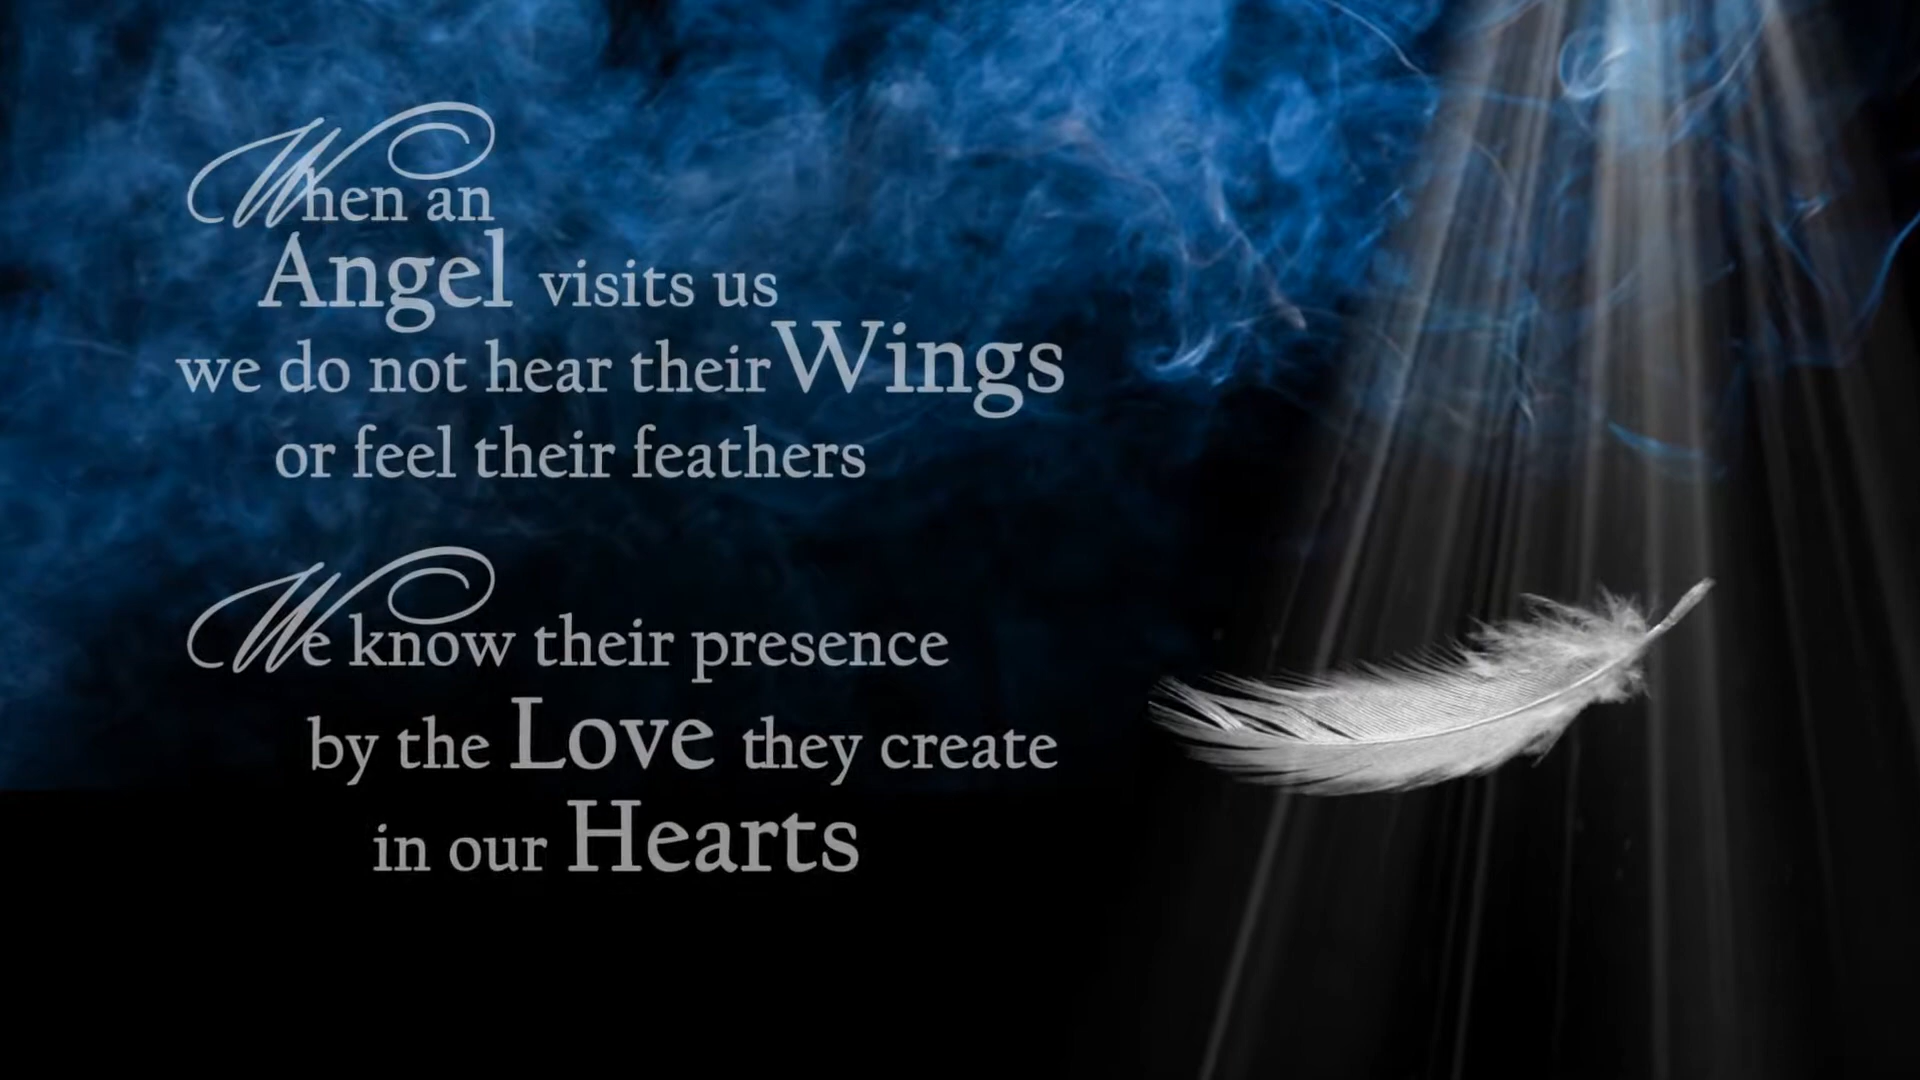 When an
Angel visits us
we do not hear their Wings
or feel their feathers
We know their presence
by the Love they create
in our Hearts